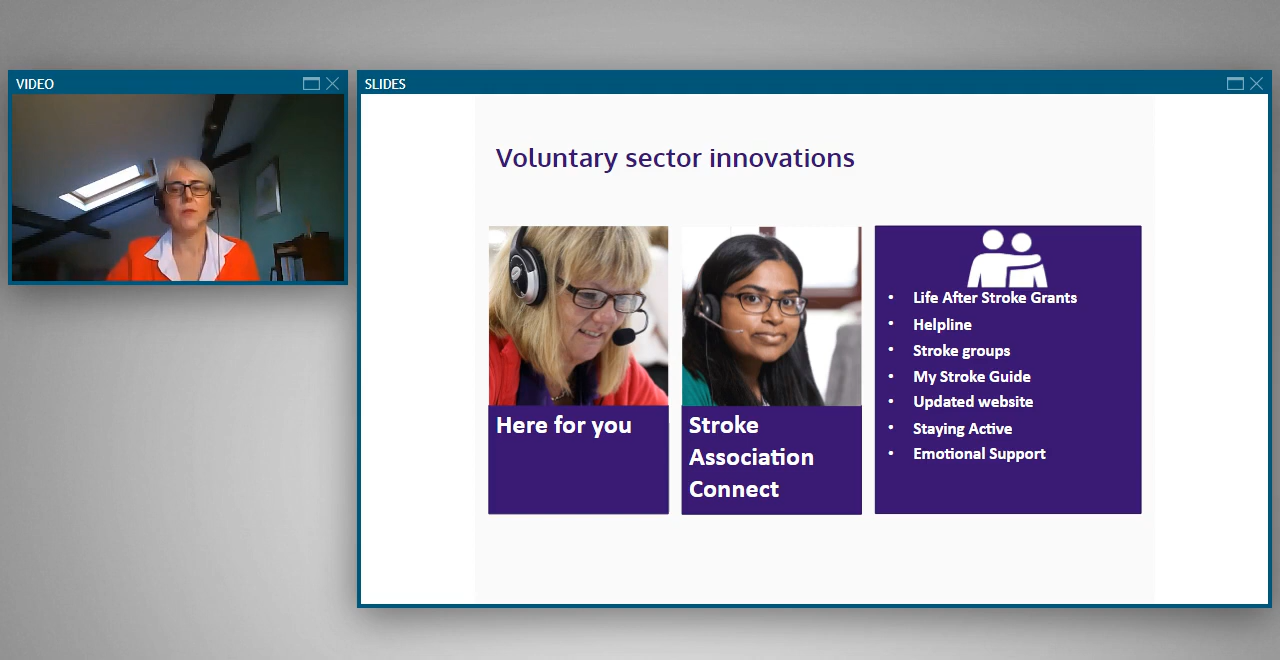 VIDEO
SLIDES
Voluntary sector innovations
Here for you
Stroke
Association
Connect
• Life After Stroke Grants
• Helpline
• Stroke groups
• My Stroke Guide
• Updated website
• Staying Active
• Emotional Support